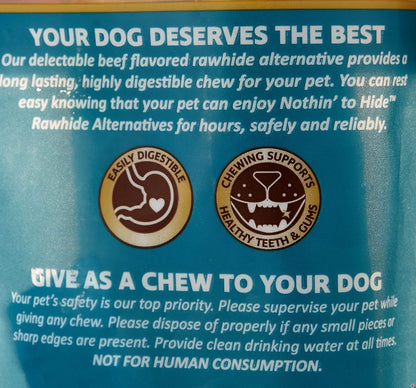 YOUR DOG DESERVES THE BEST
Our delectable beef flavored rawhide alternative provides a
long lasting, highly digestible chew for your pet. You can rest
easy knowing that your pet can enjoy Nothin' to Hide™
Rawhide Alternatives for hours, safely and reliably.
EASILY DIGESTIBLE
CHEWING SUPPORTS
HEALTHY TEETH & GUMS
GIVE AS A CHEW TO YOUR DOG
Your pet's safety is our top priority. Please supervise your pet while
giving any chew. Please dispose of properly if any small pieces or
sharp edges are present. Provide clean drinking water at all times.
NOT FOR HUMAN CONSUMPTION.